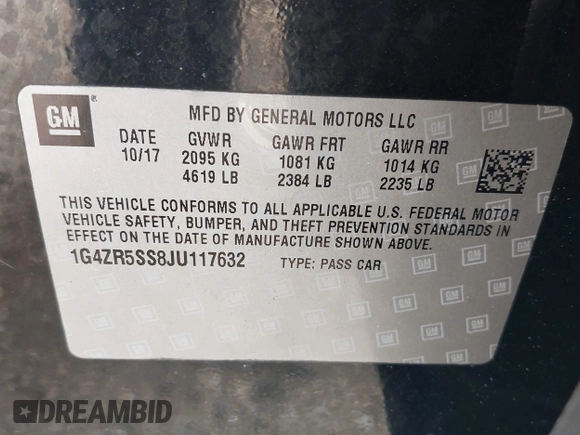 GM ®
MFD BY GENERAL MOTORS LLC
DATE GVWR GAWR FRT GAWR RR
10/17 2095 KG 1081 KG 1014 KG
4619 LB 2384 LB 2235 LB
THIS VEHICLE CONFORMS TO ALL APPLICABLE U.S. FEDERAL MOTOR
VEHICLE SAFETY, BUMPER, AND THEFT PREVENTION STANDARDS IN
EFFECT ON THE DATE OF MANUFACTURE SHOWN ABOVE.
1G4ZR5SS8JU117632 TYPE: PASS CAR
DREAMBID